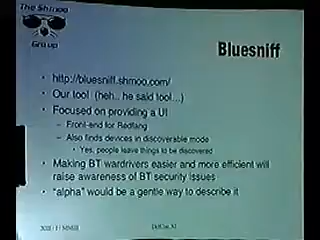 The Shmoo
Group
Bluesniff
• http://bluesniff.shmoo.com/
• Our tool (heh.. he said tool...)
• Focused on providing a UI
– Front-end for Redfang
– Also finds devices in discoverable mode
• Yes, people leave things to be discovered
• Making BT wardrivers easier and more efficient will
raise awareness of BT security issues
• "alpha" would be a gentle way to describe it
DefCon XI